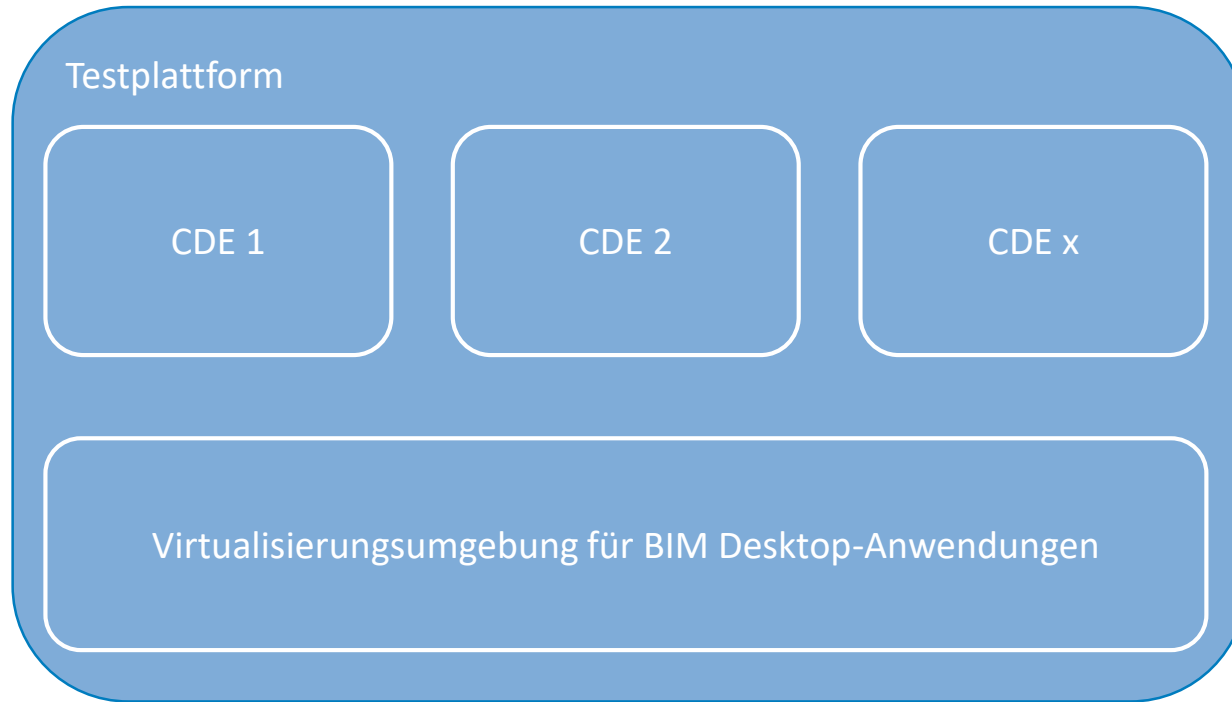 Testplattform
CDE 1
CDE 2
CDE x
Virtualisierungsumgebung für BIM Desktop-Anwendungen